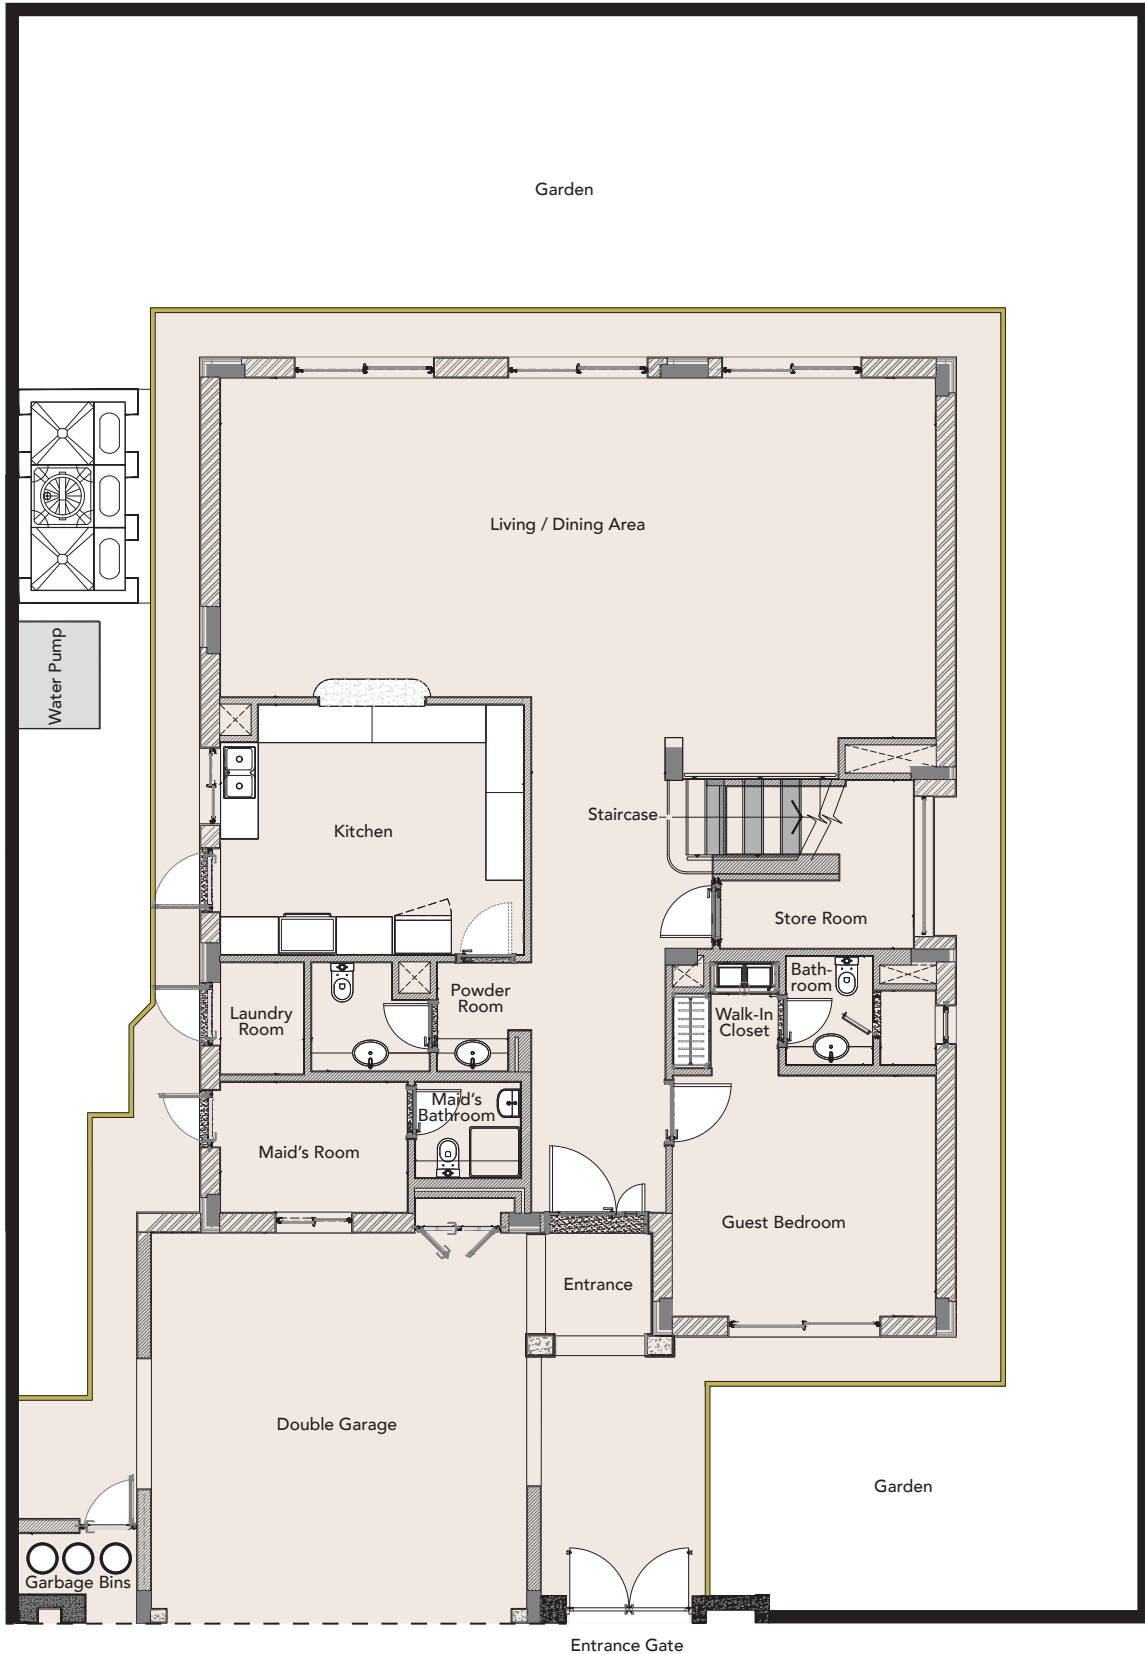 Garden
Living / Dining Area
Water Pump
Staircase
Kitchen
Store Room
Bath-
room
Powder
Room
Laundry
Room
Walk-In
Closet
Maid's
Bathroom
Maid's Room
Guest Bedroom
Entrance
Double Garage
Garden
Garbage Bins
Entrance Gate